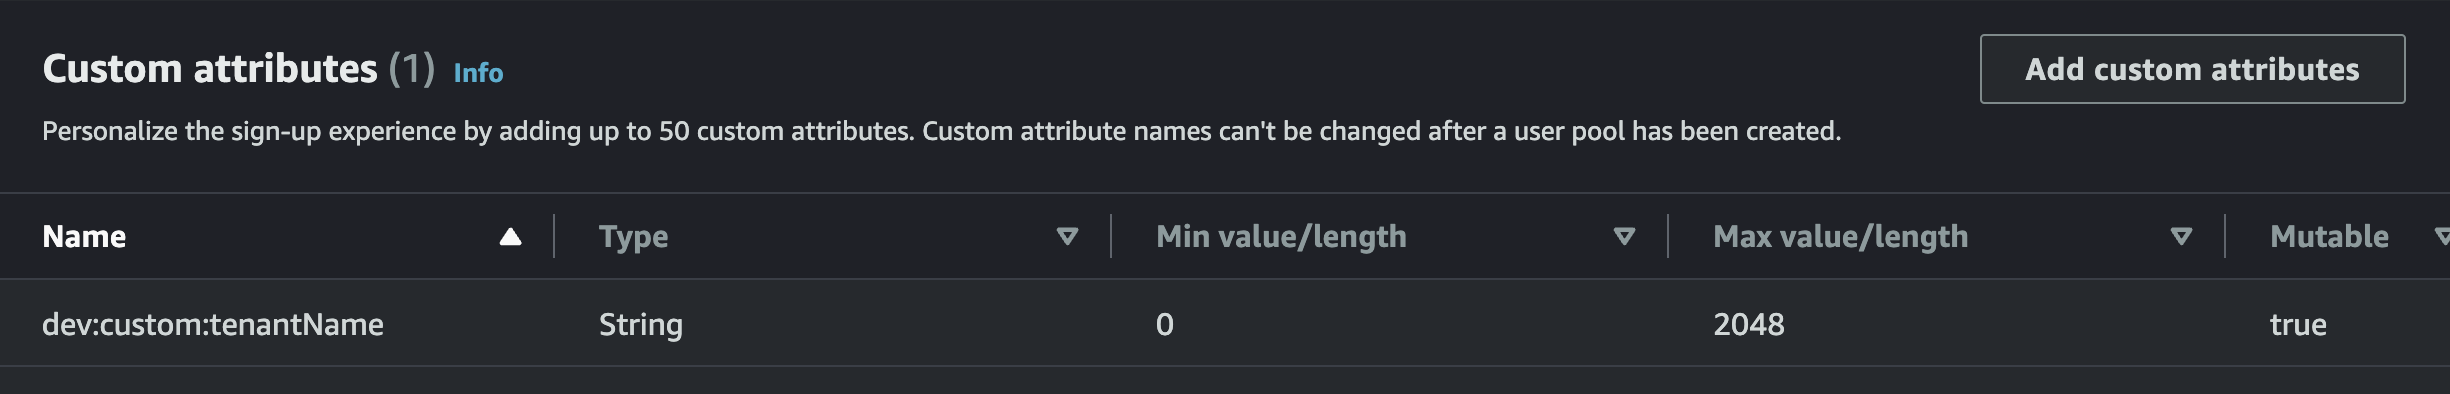 Custom attributes (1) Info
Add custom attributes
Personalize the sign-up experience by adding up to 50 custom attributes. Custom attribute names can't be changed after a user pool has been created.
Name Type Min value/length Max value/length Mutable
dev:custom:tenantName String 0 2048 true